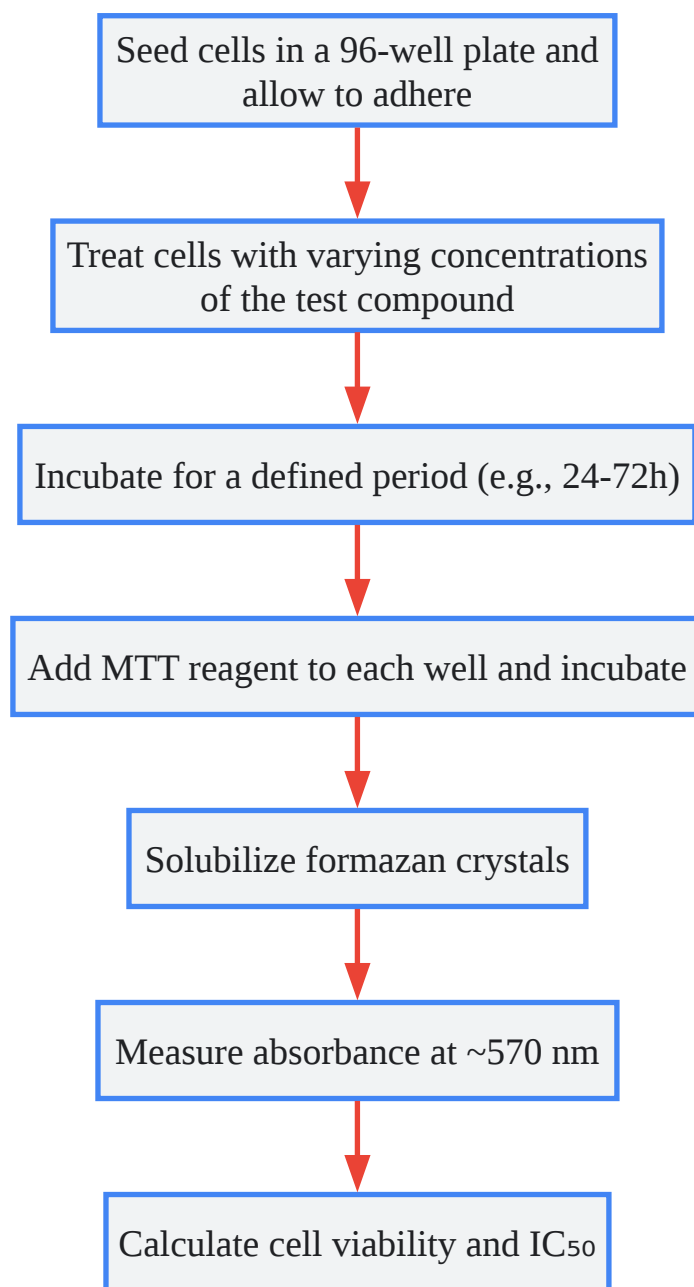 Seed cells in a 96-well plate and
allow to adhere
Treat cells with varying concentrations
of the test compound
Incubate for a defined period (e.g., 24-72h)
Add MTT reagent to each well and incubate
Solubilize formazan crystals
Measure absorbance at ~570 nm
Calculate cell viability and IC₅₀